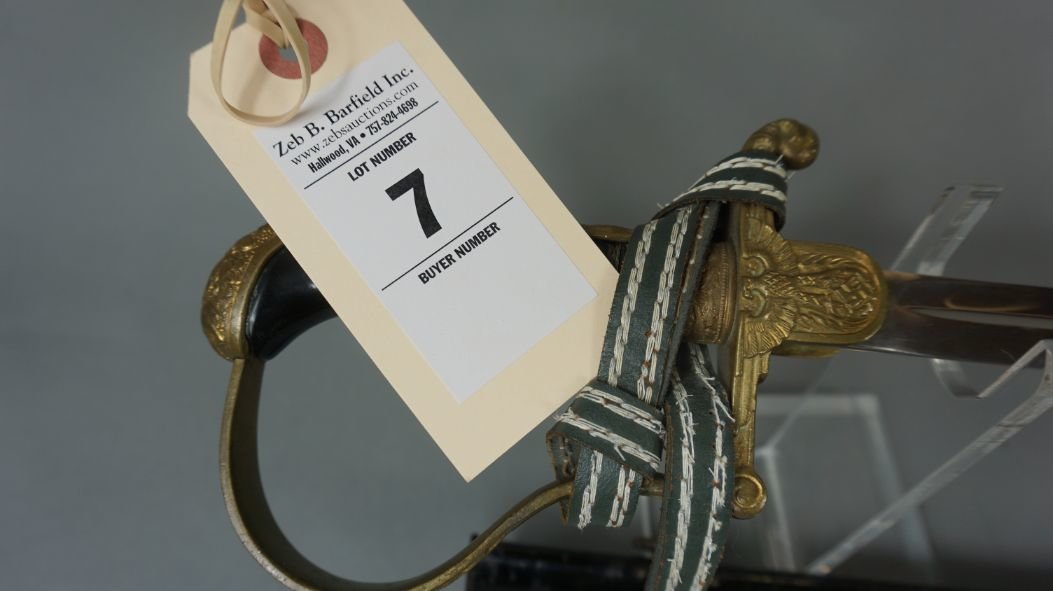 Zeb B. Barfield Inc.
www.zebsauctions.com
Hallwood, VA • 757-824-4698
LOT NUMBER
7
BUYER NUMBER